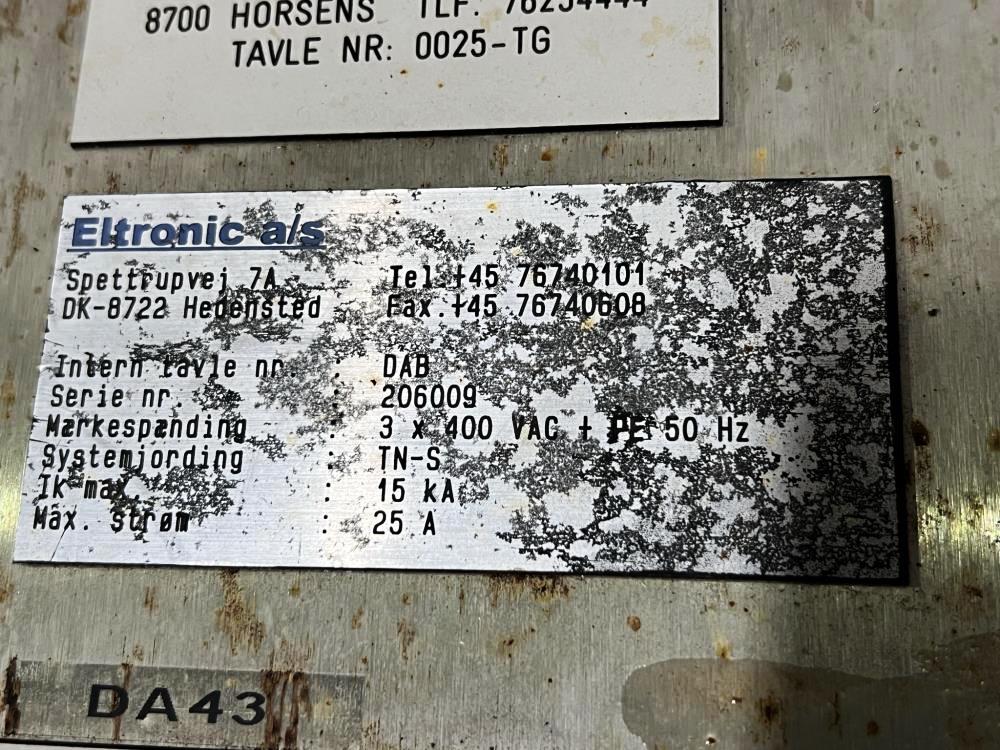 8700 HORSENS TLF. 76254444
TAVLE NR: 0025-TG
Eltronic a/s
Spettrupvej 7A Tel.+45 76740101
DK-8722 Hedensted Fax.+45 76740608
Intern tavle nr. : DAB
Serie nr. : 206009
Mærkespænding : 3 x 400 VAC + PE 50 Hz
Systemjording : TN-S
Ik max. : 15 kA
Max. strøm : 25 A
DA43